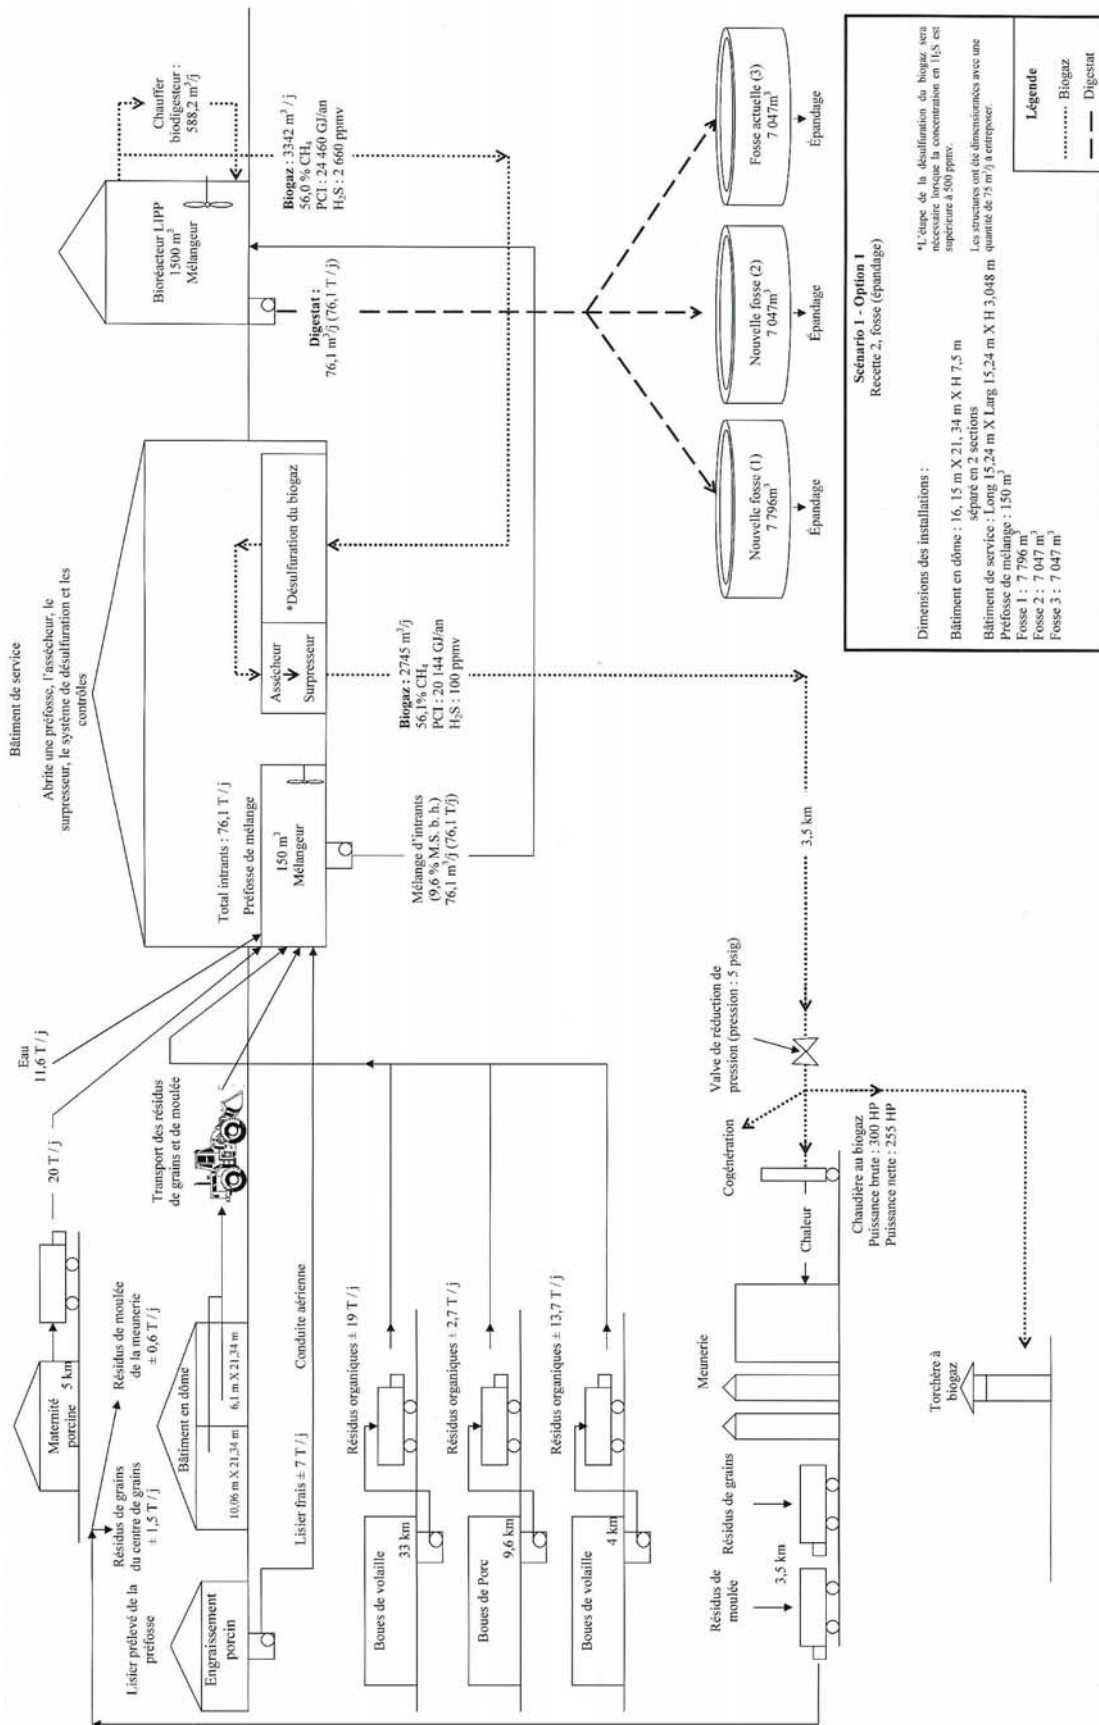 Bâtiment de service
Abrite une préfosse, l'assécheur, le
surpresseur, le système de désulfuration et les
contrôles
Eau
11,6 T / j
20 T / j
Maternité
porcine
5 km
Résidus de grains
du centre de grains
± 1,5 T / j
Résidus de moulée
de la meunerie
± 0,6 T / j
Lisier prélevé de la
préfosse
Engraissement
porcin
Bâtiment en dôme
10,06 m X 21,34 m
6,1 m X 21,34 m
Transport des résidus
de grains et de moulée
Lisier frais ± 7 T / j
Conduite aérienne
Total intrants : 76,1 T / j
Préfosse de mélange
150 m³
Mélangeur
Assécheur
Surpresseur
*Désulfuration du biogaz
Bioréacteur LIPP
1500 m³
Mélangeur
Chauffer
biodigesteur :
588,2 m³/j
Biogaz : 3342 m³ / j
56,0 % CH₄
PCI : 24 460 GJ/an
H₂S : 2 660 ppmv
Digestat :
76,1 m³/j (76,1 T / j)
Mélange d'intrants
(9,6 % M.S. b. h.)
76,1 m³/j (76,1 T/j)
Biogaz : 2745 m³/j
56,1% CH₄
PCI : 20 144 GJ/an
H₂S : 100 ppmv
Boues de volaille
33 km
Résidus organiques ± 19 T / j
Boues de Porc
9,6 km
Résidus organiques ± 2,7 T / j
Boues de volaille
4 km
Résidus organiques ± 13,7 T / j
Nouvelle fosse (1)
7 796m³
Épandage
Nouvelle fosse (2)
7 047m³
Épandage
Fosse actuelle (3)
7 047m³
Épandage
3,5 km
Valve de réduction de
pression (pression : 5 psig)
Cogénération
Chaleur
Chaudière au biogaz
Puissance brute : 300 HP
Puissance nette : 255 HP
Meunerie
Résidus de
moulée
Résidus de grains
3,5 km
Torchère à
biogaz
Scénario 1 - Option 1
Recette 2, fosse (épandage)
Dimensions des installations :
Bâtiment en dôme : 16, 15 m X 21, 34 m X H 7,5 m
séparé en 2 sections
Bâtiment de service : Long 15,24 m X Larg 15,24 m X H 3,048 m
Préfosse de mélange : 150 m³
Fosse 1 : 7 796 m³
Fosse 2 : 7 047 m³
Fosse 3 : 7 047 m³
*L'étape de la désulfuration du biogaz sera
nécessaire lorsque la concentration en H₂S est
supérieure à 500 ppmv.
Les structures ont été dimensionnées avec une
quantité de 75 m³/j à entreposer.
Légende
Biogaz
Digestat